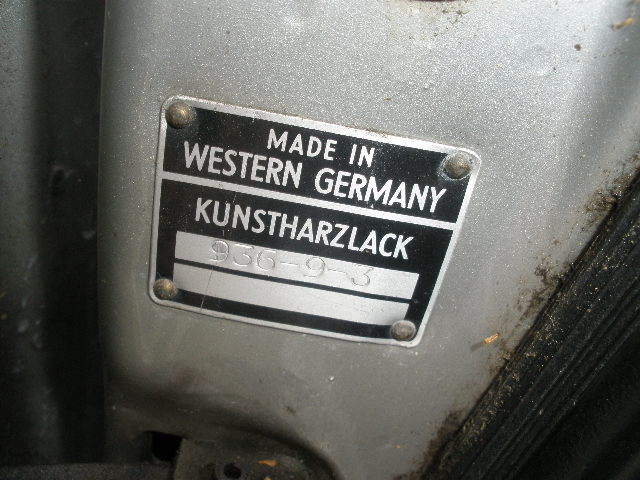 MADE IN
WESTERN GERMANY
KUNSTHARZLACK
936-9-3